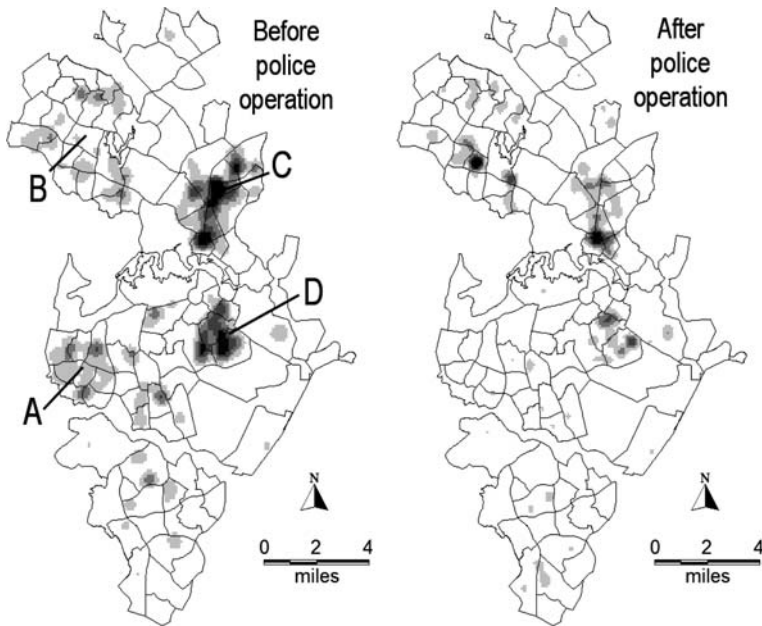 Before
police
operation
B
C
D
A
N
0 2 4
miles
After
police
operation
N
0 2 4
miles